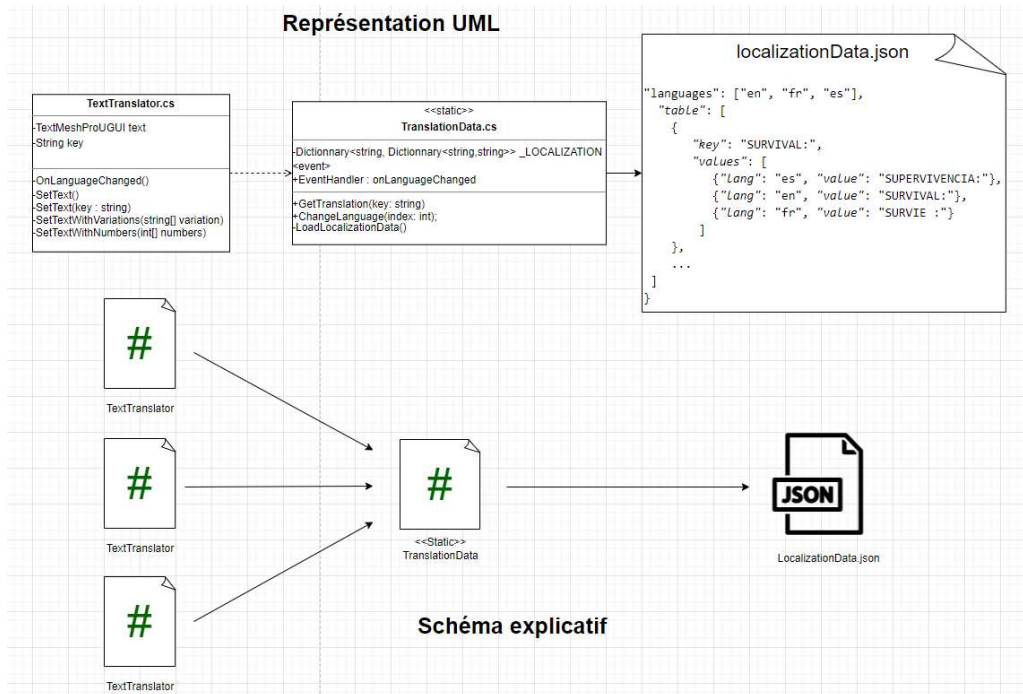 Représentation UML
TextTranslator.cs
-TextMeshProUGUI text
-String key
-OnLanguageChanged()
-SetText()
-SetText(key : string)
-SetTextWithVariations(string[] variation)
-SetTextWithNumbers(int[] numbers)
<<static>>
TranslationData.cs
-Dictionnary<string, Dictionnary<string,string>> _LOCALIZATION
<event>
+EventHandler : onLanguageChanged
+GetTranslation(key: string)
+ChangeLanguage(index: int);
-LoadLocalizationData()
localizationData.json
"languages": ["en", "fr", "es"],
"table": [
{
"key": "SURVIVAL:",
"values": [
{"lang": "es", "value": "SUPERVIVENCIA:"},
{"lang": "en", "value": "SURVIVAL:"},
{"lang": "fr", "value": "SURVIE :"}
]
},
...
]
}
#
TextTranslator
#
TextTranslator
#
TextTranslator
#
<<Static>>
TranslationData
JSON
LocalizationData.json
Schéma explicatif